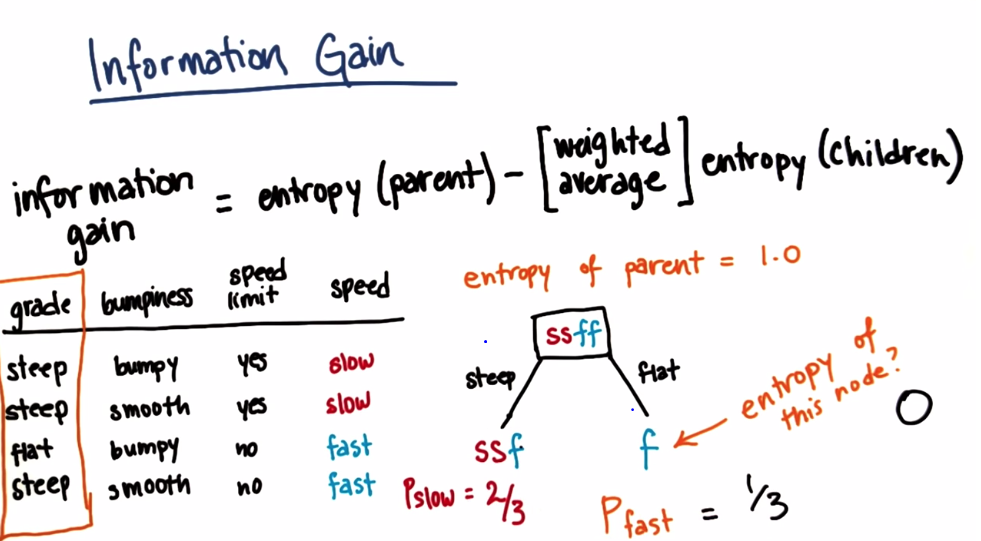 Information Gain
information gain = entropy (parent) - [weighted average] entropy (children)
grade bumpiness speed limit speed
steep bumpy yes slow
steep smooth yes slow
flat bumpy no fast
steep smooth no fast
entropy of parent = 1.0
ssff
steep flat
ssf f
entropy of this node?
0
Pslow = 2/3
Pfast = 1/3